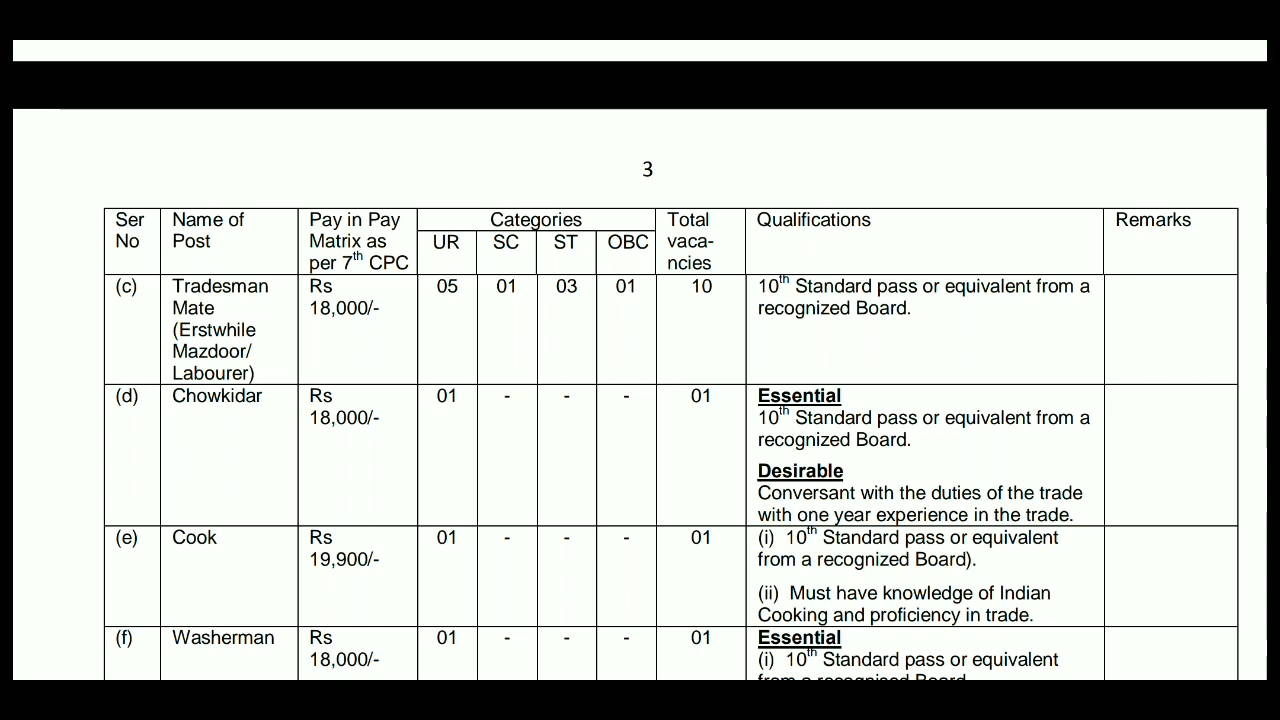 3
Ser No | Name of Post | Pay in Pay Matrix as per 7th CPC | Categories | Total vaca-ncies | Qualifications | Remarks
UR | SC | ST | OBC
(c) | Tradesman Mate (Erstwhile Mazdoor/ Labourer) | Rs 18,000/- | 05 | 01 | 03 | 01 | 10 | 10th Standard pass or equivalent from a recognized Board.
(d) | Chowkidar | Rs 18,000/- | 01 | - | - | - | 01 | Essential
10th Standard pass or equivalent from a recognized Board.
Desirable
Conversant with the duties of the trade with one year experience in the trade.
(e) | Cook | Rs 19,900/- | 01 | - | - | - | 01 | (i) 10th Standard pass or equivalent from a recognized Board).
(ii) Must have knowledge of Indian Cooking and proficiency in trade.
(f) | Washerman | Rs 18,000/- | 01 | - | - | - | 01 | Essential
(i) 10th Standard pass or equivalent
from a recognised Board